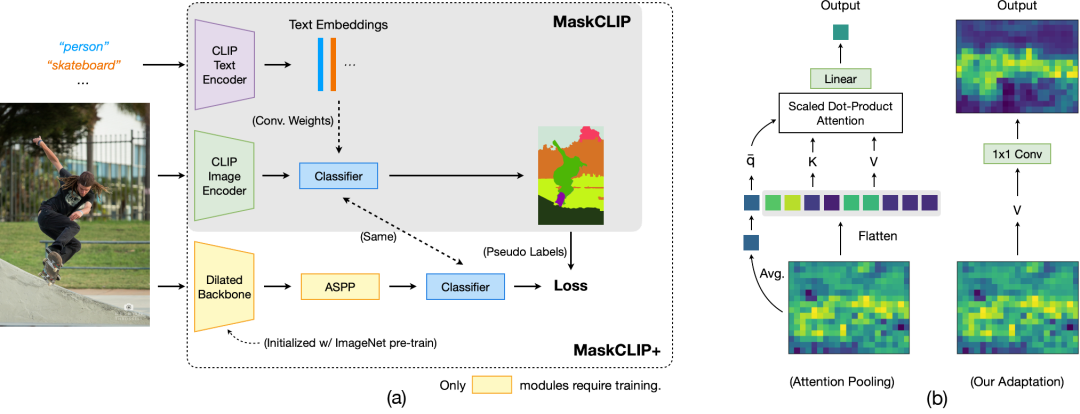 MaskCLIP
"person"
"skateboard"
...
CLIP
Text
Encoder
Text Embeddings
...
(Conv. Weights)
CLIP
Image
Encoder
Classifier
(Same)
(Pseudo Labels)
Dilated
Backbone
ASPP
Classifier
Loss
(Initialized w/ ImageNet pre-train)
MaskCLIP+
Only modules require training.
(a)
Output
Linear
Scaled Dot-Product
Attention
q̄
K
V
Flatten
Avg.
(Attention Pooling)
Output
1x1 Conv
V
(Our Adaptation)
(b)